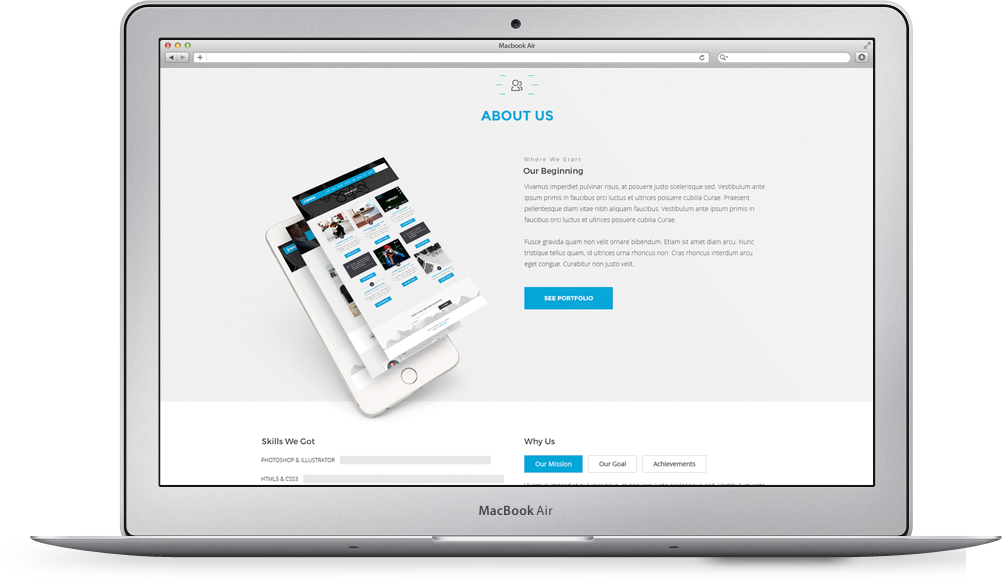 Macbook Air
ABOUT US
Where We Start
Our Beginning
Vivamus imperdiet pulvinar risus, at posuere justo scelerisque sed. Vestibulum ante
ipsum primis in faucibus orci luctus et ultrices posuere cubilia Curae. Praesent
pellentesque diam vitae nibh aliquam faucibus. Vestibulum ante ipsum primis in
faucibus orci luctus et ultrices posuere cubilia Curae.
Fusce gravida quam non velit ornare bibendum. Etiam sit amet diam arcu. Nunc
tristique tellus quam, id ultrices urna rhoncus non. Cras rhoncus interdum arcu
eget congue. Curabitur non justo velit.
SEE PORTFOLIO
Skills We Got
PHOTOSHOP & ILLUSTRATOR
HTML5 & CSS3
Why Us
Our Mission Our Goal Achievements
MacBook Air